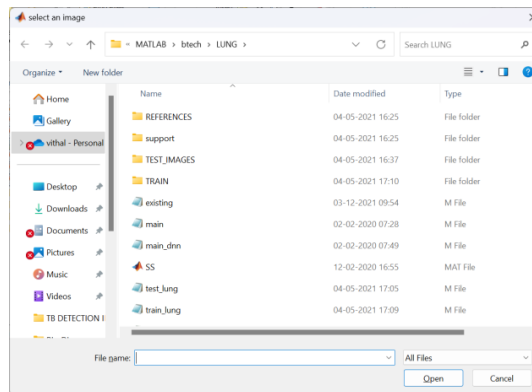 select an image
« MATLAB › btech › LUNG ›
Search LUNG
Organize
New folder
Home
Gallery
vithal - Personal
Desktop
Downloads
Documents
Pictures
Music
Videos
TB DETECTION I
Name Date modified Type
REFERENCES 04-05-2021 16:25 File folder
support 04-05-2021 16:25 File folder
TEST_IMAGES 04-05-2021 16:37 File folder
TRAIN 04-05-2021 17:10 File folder
existing 03-12-2021 09:54 M File
main 02-02-2020 07:28 M File
main_dnn 02-02-2020 07:49 M File
SS 12-02-2020 16:55 MAT File
test_lung 04-05-2021 17:05 M File
train_lung 04-05-2021 17:09 M File
File name:
All Files
Open
Cancel